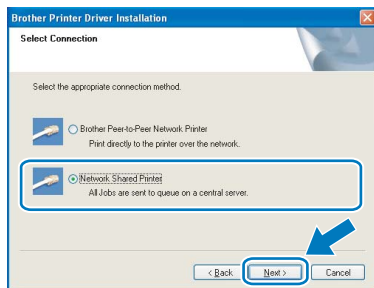 Brother Printer Driver Installation
Select Connection
Select the appropriate connection method.
Brother Peer-to-Peer Network Printer
Print directly to the printer over the network.
Network Shared Printer
All Jobs are sent to queue on a central server.
< Back Next > Cancel